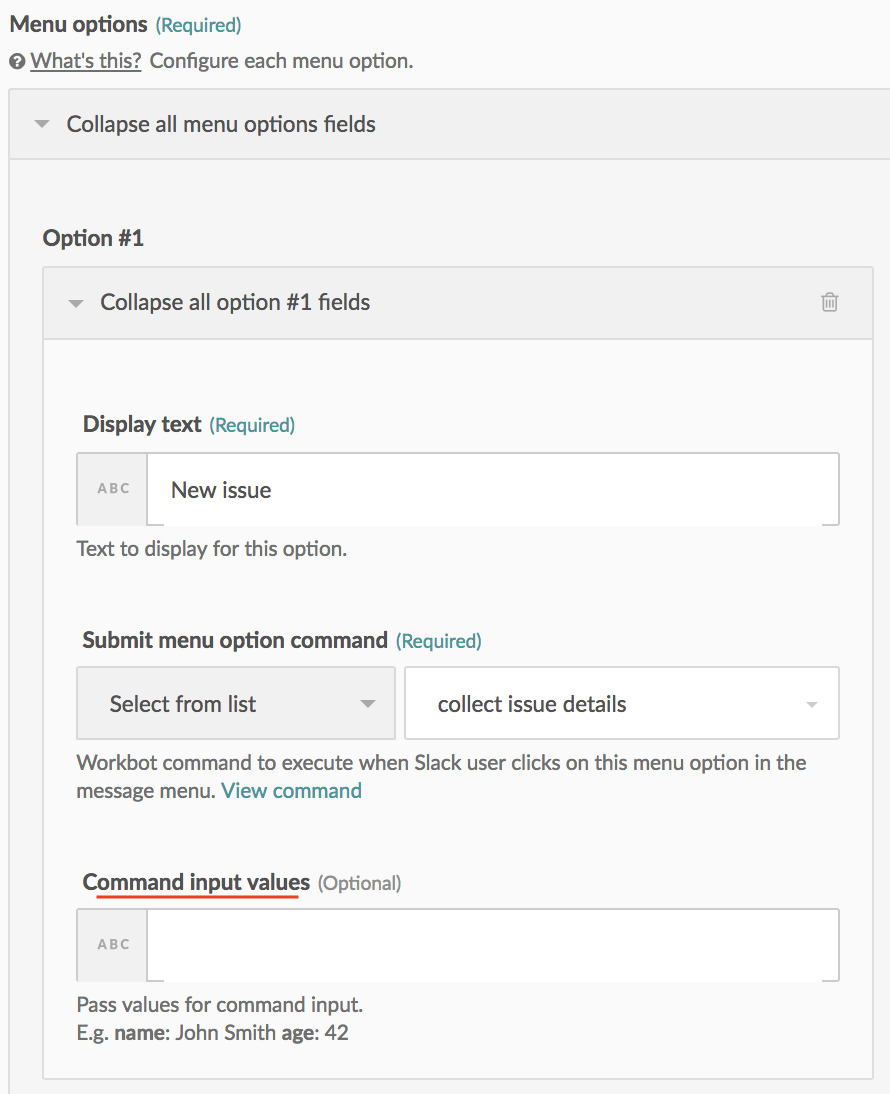 Menu options (Required)
What's this? Configure each menu option.
Collapse all menu options fields
Option #1
Collapse all option #1 fields
Display text (Required)
ABC New issue
Text to display for this option.
Submit menu option command (Required)
Select from list collect issue details
Workbot command to execute when Slack user clicks on this menu option in the
message menu. View command
Command input values (Optional)
ABC
Pass values for command input.
E.g. name: John Smith age: 42